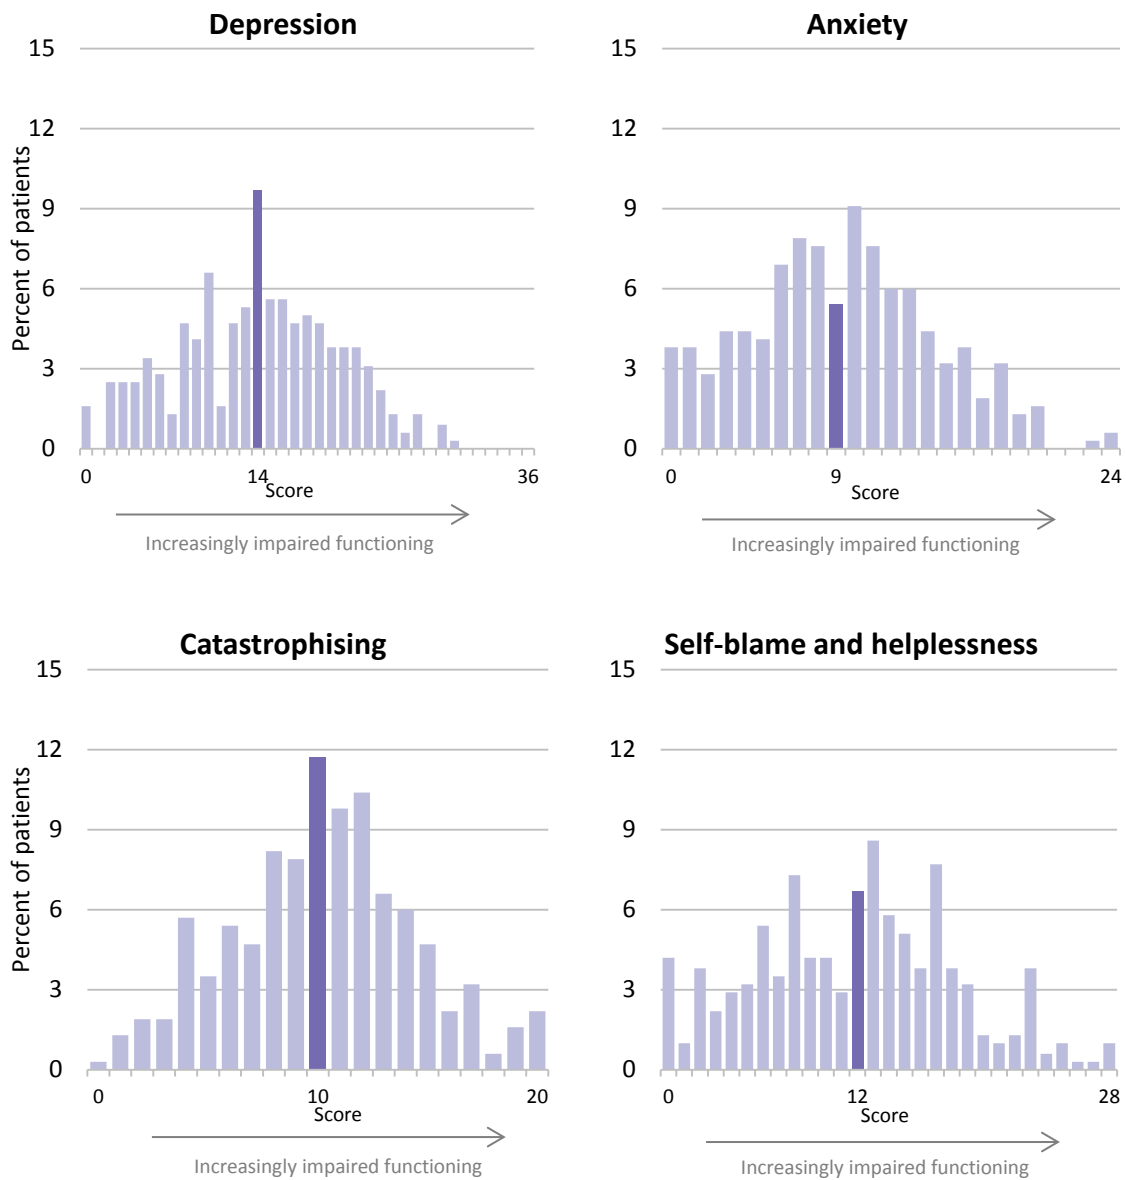 Depression
Percent of patients
15
12
9
6
3
0
0 14 36
Score
Increasingly impaired functioning
Anxiety
15
12
9
6
3
0
0 9 24
Score
Increasingly impaired functioning
Catastrophising
Percent of patients
15
12
9
6
3
0
0 10 20
Score
Increasingly impaired functioning
Self-blame and helplessness
15
12
9
6
3
0
0 12 28
Score
Increasingly impaired functioning